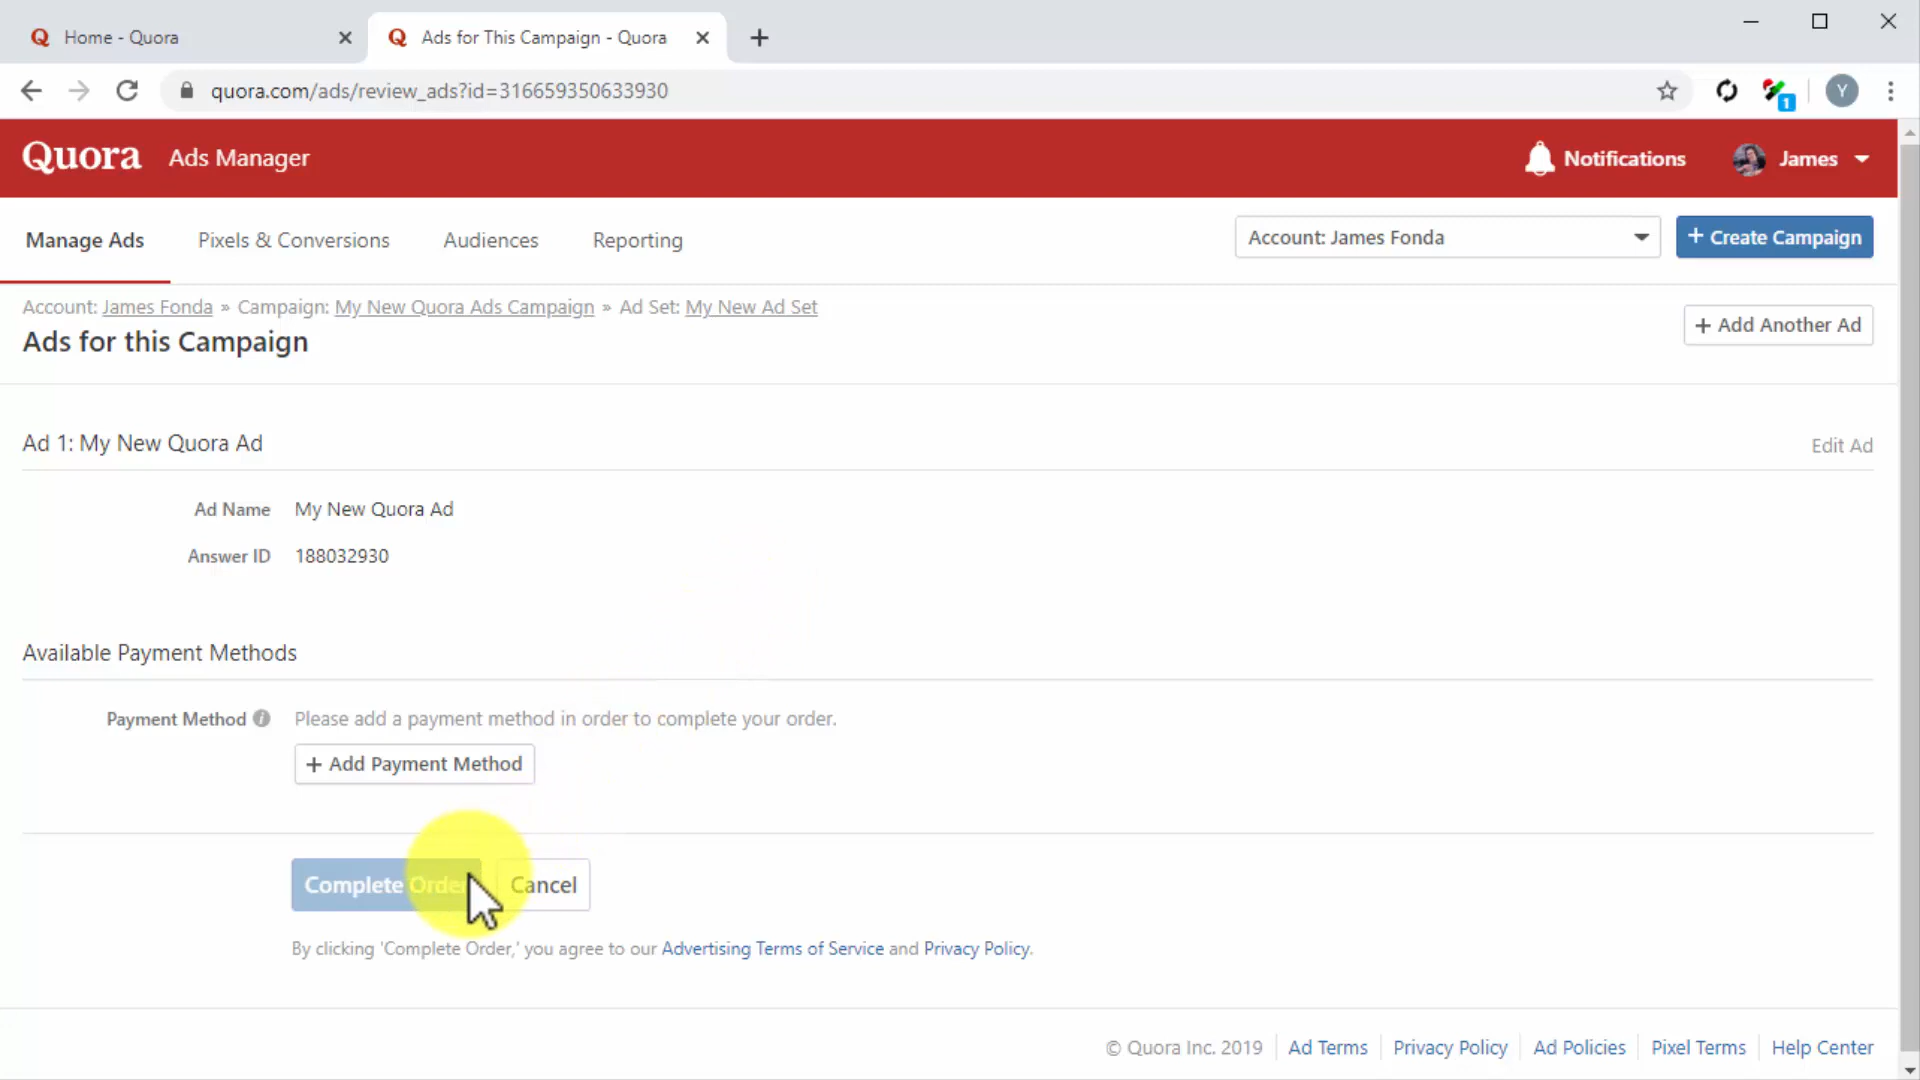 Home - Quora
Ads for This Campaign - Quora
quora.com/ads/review_ads?id=316659350633930
1
Y
Quora Ads Manager
Notifications
James
Manage Ads
Pixels & Conversions
Audiences
Reporting
Account: James Fonda
+ Create Campaign
Account: James Fonda » Campaign: My New Quora Ads Campaign » Ad Set: My New Ad Set
+ Add Another Ad
Ads for this Campaign
Ad 1: My New Quora Ad
Edit Ad
Ad Name My New Quora Ad
Answer ID 188032930
Available Payment Methods
Payment Method Please add a payment method in order to complete your order.
+ Add Payment Method
Complete Order
Cancel
By clicking 'Complete Order,' you agree to our Advertising Terms of Service and Privacy Policy.
© Quora Inc. 2019 Ad Terms Privacy Policy Ad Policies Pixel Terms Help Center